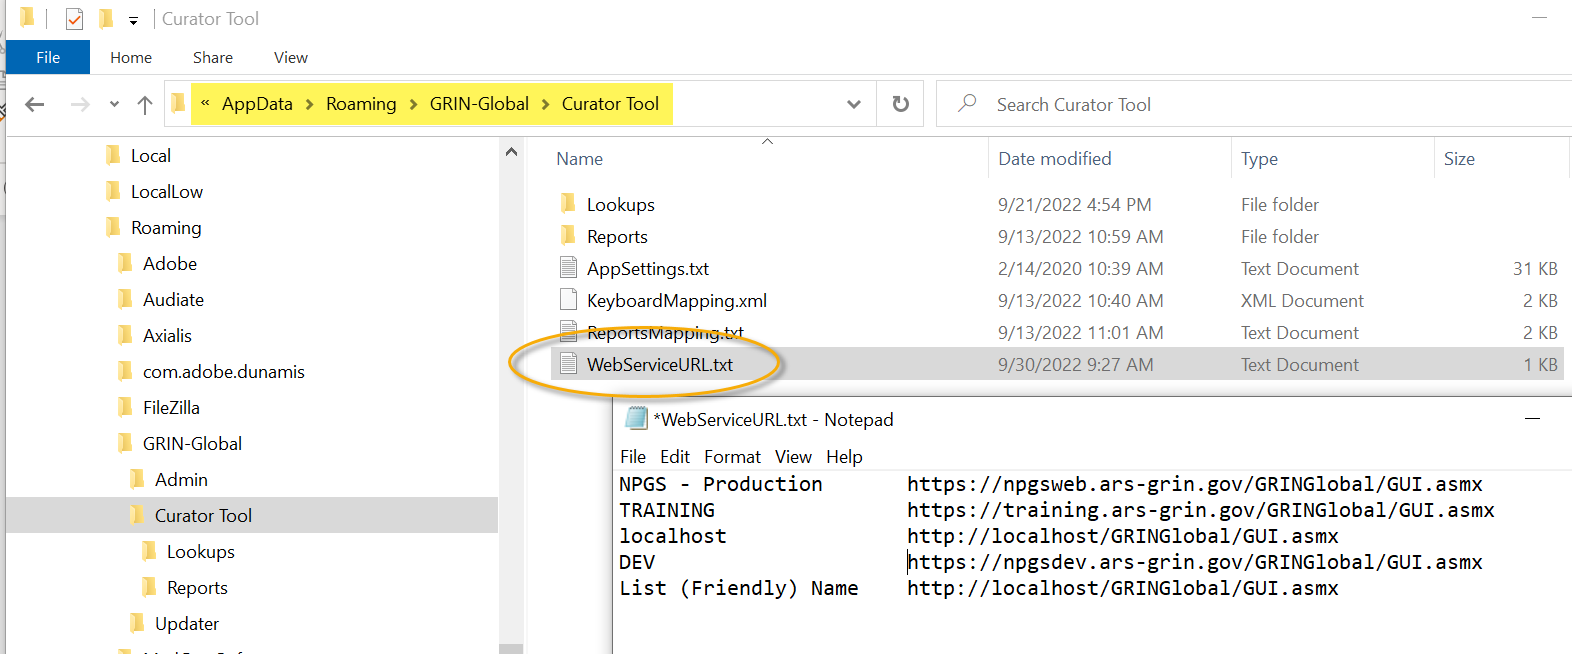 Curator Tool
File Home Share View
« AppData > Roaming > GRIN-Global > Curator Tool
Search Curator Tool
Local
LocalLow
Roaming
Adobe
Audiate
Axialis
com.adobe.dunamis
FileZilla
GRIN-Global
Admin
Curator Tool
Lookups
Reports
Updater
Name Date modified Type Size
Lookups 9/21/2022 4:54 PM File folder
Reports 9/13/2022 10:59 AM File folder
AppSettings.txt 2/14/2020 10:39 AM Text Document 31 KB
KeyboardMapping.xml 9/13/2022 10:40 AM XML Document 2 KB
ReportsMapping.txt 9/13/2022 11:01 AM Text Document 2 KB
WebServiceURL.txt 9/30/2022 9:27 AM Text Document 1 KB
*WebServiceURL.txt - Notepad
File Edit Format View Help
NPGS - Production https://npgsweb.ars-grin.gov/GRINGlobal/GUI.asmx
TRAINING https://training.ars-grin.gov/GRINGlobal/GUI.asmx
localhost http://localhost/GRINGlobal/GUI.asmx
DEV https://npgsdev.ars-grin.gov/GRINGlobal/GUI.asmx
List (Friendly) Name http://localhost/GRINGlobal/GUI.asmx